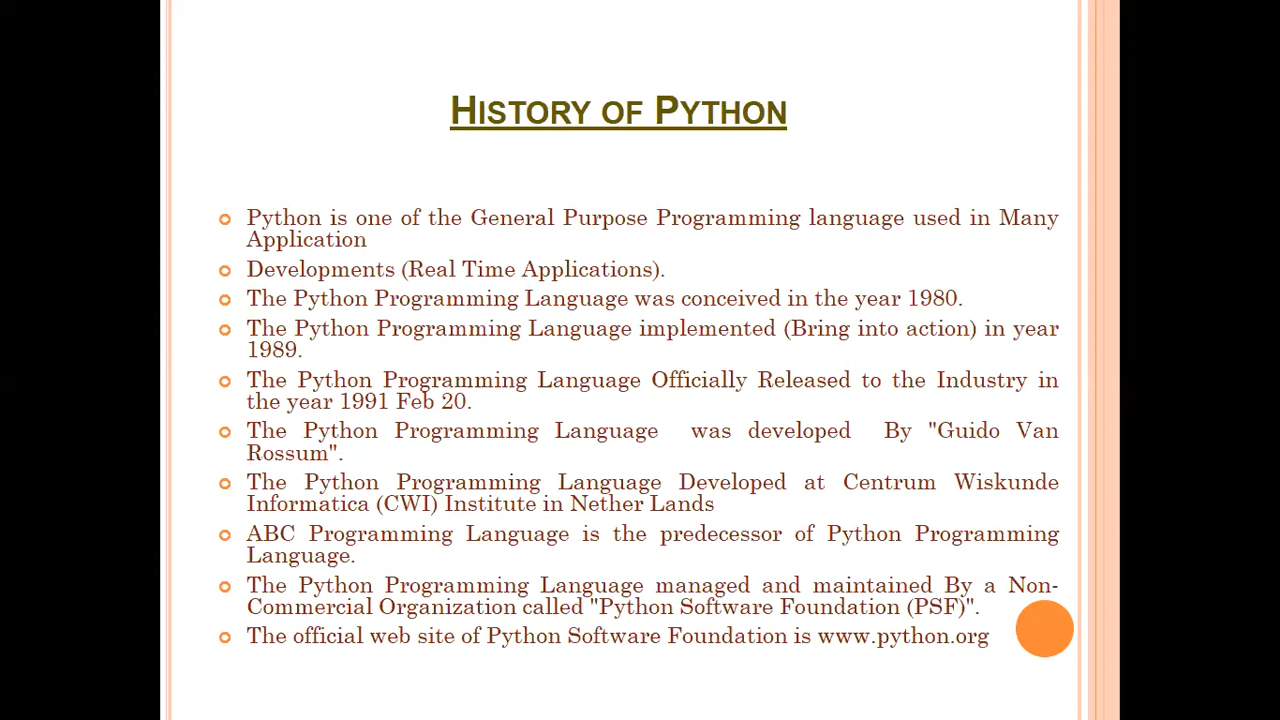 History of Python
Python is one of the General Purpose Programming language used in Many
Application
Developments (Real Time Applications).
The Python Programming Language was conceived in the year 1980.
The Python Programming Language implemented (Bring into action) in year
1989.
The Python Programming Language Officially Released to the Industry in
the year 1991 Feb 20.
The Python Programming Language was developed By "Guido Van
Rossum".
The Python Programming Language Developed at Centrum Wiskunde
Informatica (CWI) Institute in Nether Lands
ABC Programming Language is the predecessor of Python Programming
Language.
The Python Programming Language managed and maintained By a Non-
Commercial Organization called "Python Software Foundation (PSF)".
The official web site of Python Software Foundation is www.python.org